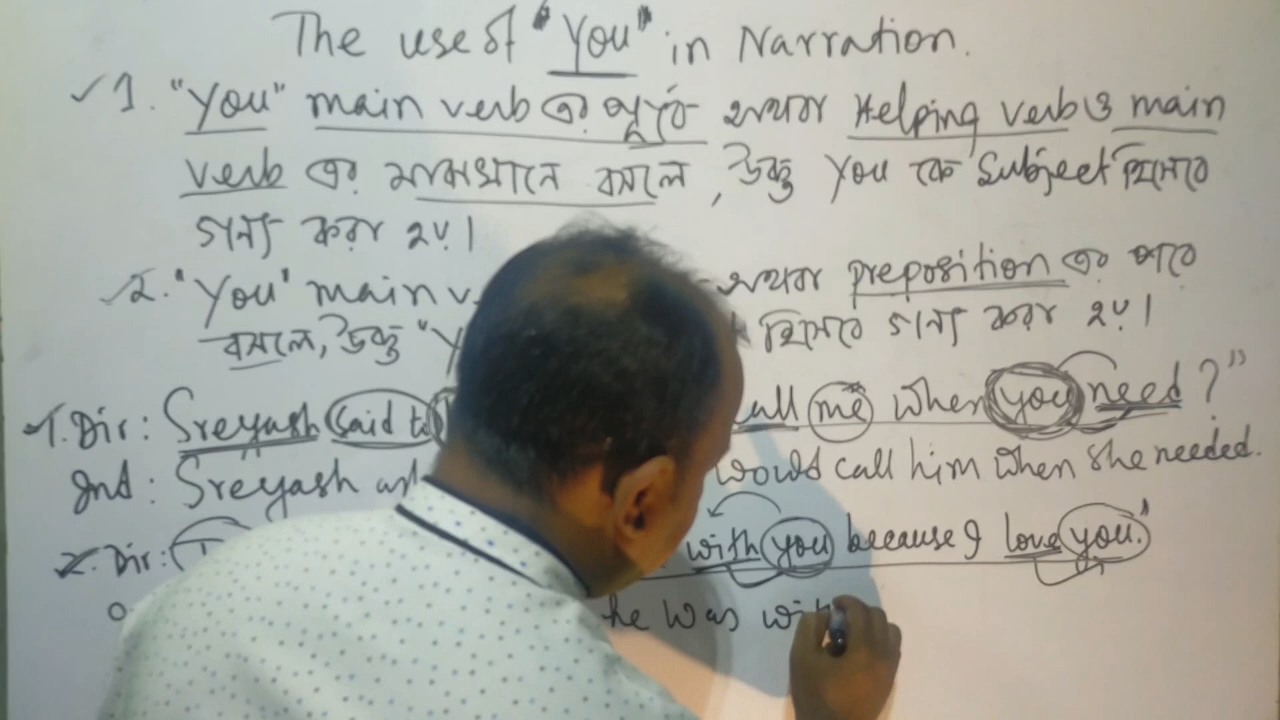 The use of "You" in Narration.
1. "You" main verb এর পূর্বে অথবা Helping verb ও main
verb এর মাঝখানে বসলে, উক্ত You কে Subject হিসেবে
গন্য করা হয়।
2. "You" main v অথবা preposition এর পরে
বসলে, উক্ত "Y হিসেবে গন্য করা হয়।
1. Dir: Sreyash said to call me when you need?"
Ind: Sreyash as would call him when she needed.
2. Dir: with you because I love you."
he was wit